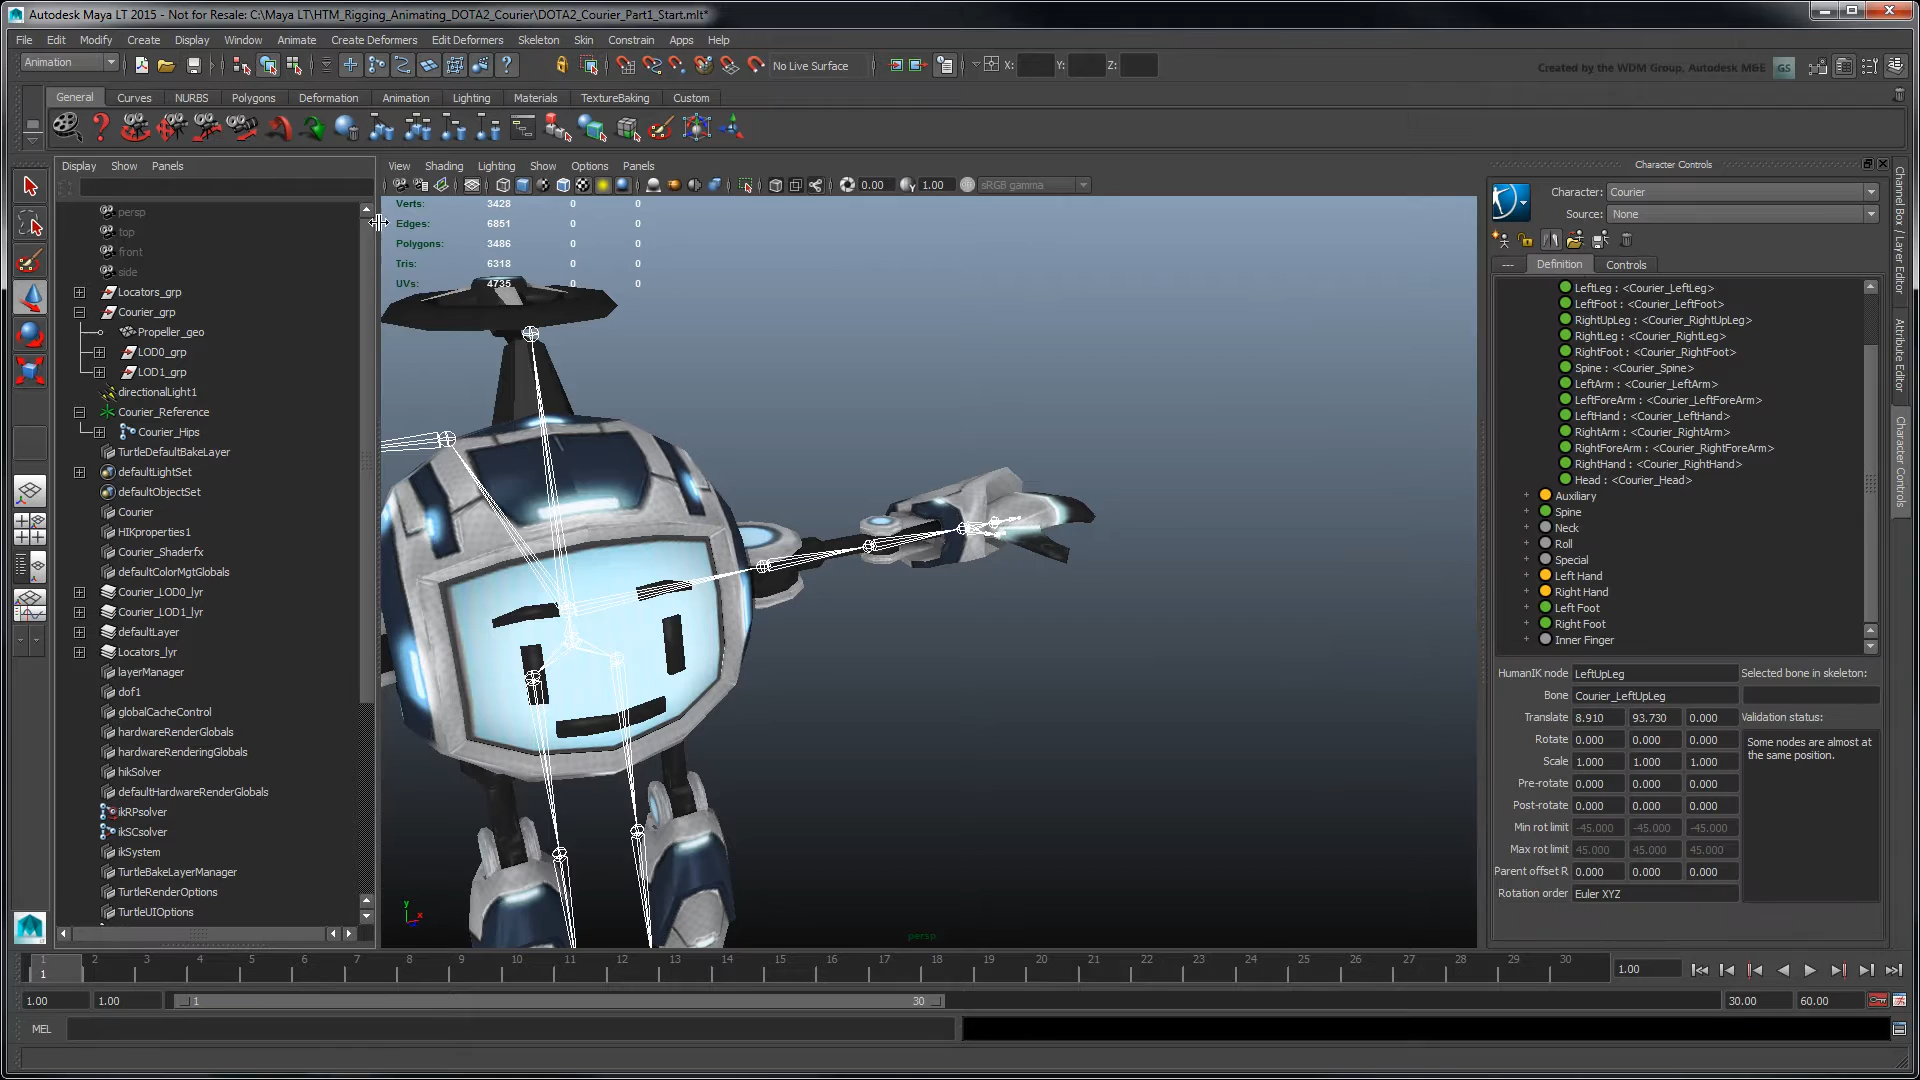 Autodesk Maya LT 2015 - Not for Resale: C:\Maya LT\HTM_Rigging_Animating_DOTA2_Courier\DOTA2_Courier_Part1_Start.mlt*
File Edit Modify Create Display Window Animate Create Deformers Edit Deformers Skeleton Skin Constrain Apps Help
Animation No Live Surface X: Y: Z: Created by the WDM Group, Autodesk M&E GS
General Curves NURBS Polygons Deformation Animation Lighting Materials TextureBaking Custom
Display Show Panels
persp
top
front
side
Locators_grp
Courier_grp
Propeller_geo
LOD0_grp
LOD1_grp
directionalLight1
Courier_Reference
Courier_Hips
TurtleDefaultBakeLayer
defaultLightSet
defaultObjectSet
Courier
HIKproperties1
Courier_Shaderfx
defaultColorMgtGlobals
Courier_LOD0_lyr
Courier_LOD1_lyr
defaultLayer
Locators_lyr
layerManager
dof1
globalCacheControl
hardwareRenderGlobals
hardwareRenderingGlobals
hikSolver
defaultHardwareRenderGlobals
ikRPsolver
ikSCsolver
ikSystem
TurtleBakeLayerManager
TurtleRenderOptions
TurtleUIOptions
View Shading Lighting Show Options Panels
0.00 1.00 sRGB gamma
Verts: 3428 0 0
Edges: 6851 0 0
Polygons: 3486 0 0
Tris: 6318 0 0
UVs: 4735 0 0
y
x
persp
Character Controls
Character: Courier
Source: None
--- Definition Controls
LeftLeg : <Courier_LeftLeg>
LeftFoot : <Courier_LeftFoot>
RightUpLeg : <Courier_RightUpLeg>
RightLeg : <Courier_RightLeg>
RightFoot : <Courier_RightFoot>
Spine : <Courier_Spine>
LeftArm : <Courier_LeftArm>
LeftForeArm : <Courier_LeftForeArm>
LeftHand : <Courier_LeftHand>
RightArm : <Courier_RightArm>
RightForeArm : <Courier_RightForeArm>
RightHand : <Courier_RightHand>
Head : <Courier_Head>
Auxiliary
Spine
Neck
Roll
Special
Left Hand
Right Hand
Left Foot
Right Foot
Inner Finger
HumanIK node LeftUpLeg Selected bone in skeleton:
Bone Courier_LeftUpLeg
Translate 8.910 93.730 0.000 Validation status:
Rotate 0.000 0.000 0.000
Some nodes are almost at
the same position.
Scale 1.000 1.000 1.000
Pre-rotate 0.000 0.000 0.000
Post-rotate 0.000 0.000 0.000
Min rot limit -45.000 -45.000 -45.000
Max rot limit 45.000 45.000 45.000
Parent offset R 0.000 0.000 0.000
Rotation order Euler XYZ
Channel Box / Layer Editor
Attribute Editor
Character Controls
1 2 3 4 5 6 7 8 9 10 11 12 13 14 15 16 17 18 19 20 21 22 23 24 25 26 27 28 29 30
1 1.00
1.00 1.00 1 30 30.00 60.00
MEL